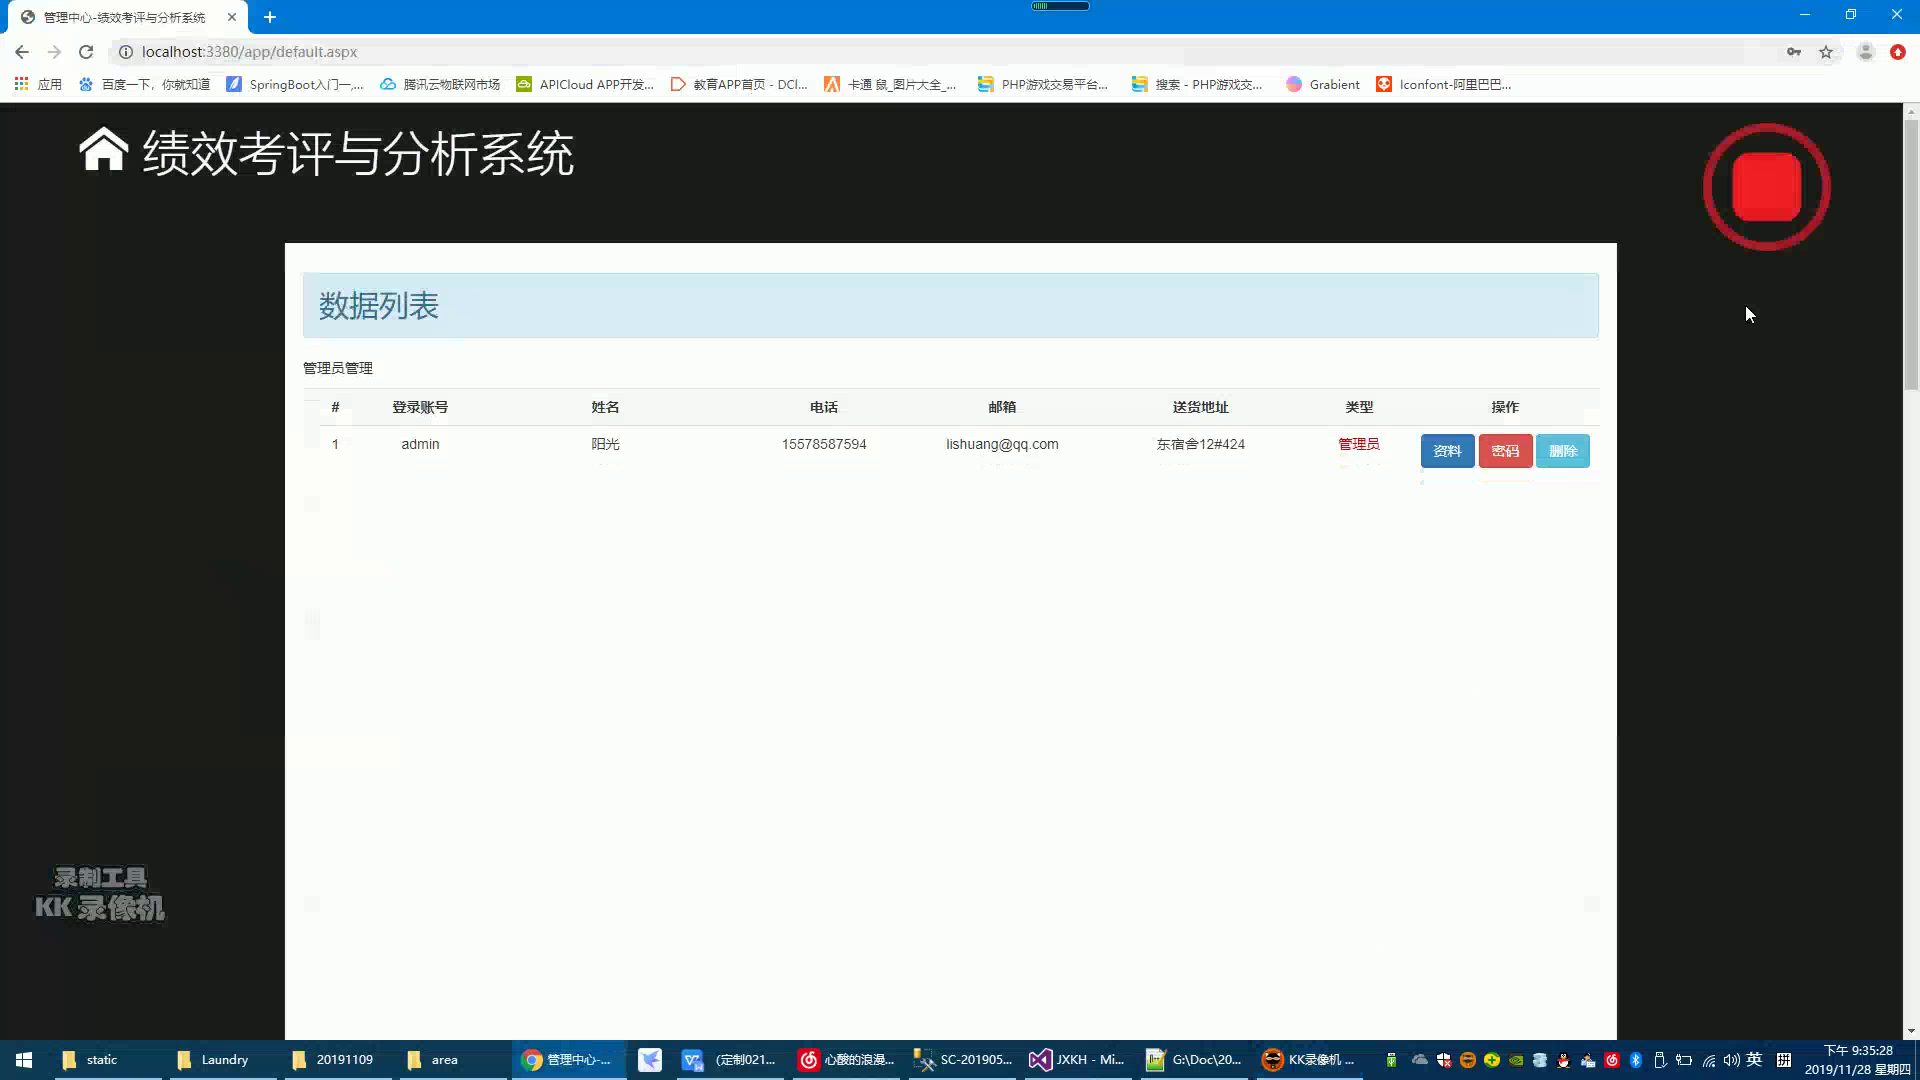 管理中心-绩效考评与分析系统
localhost:3380/app/default.aspx
应用 百度一下，你就知道 SpringBoot入门一,... 腾讯云物联网市场 APICloud APP开发... 教育APP首页 - DCl... 卡通 鼠_图片大全_... PHP游戏交易平台... 搜索 - PHP游戏交... Grabient Iconfont-阿里巴巴...
绩效考评与分析系统
数据列表
管理员管理
# 登录账号 姓名 电话 邮箱 送货地址 类型 操作
1 admin 阳光 15578587594 lishuang@qq.com 东宿舍12#424 管理员 资料 密码 删除
录制工具
KK 录像机
static Laundry 20191109 area 管理中心-... (定制021... 心酸的浪漫... SC-201905... JXKH - Mi... G:\Doc\20... KK录像机 ... 英 拼
下午 9:35:28
2019/11/28 星期四